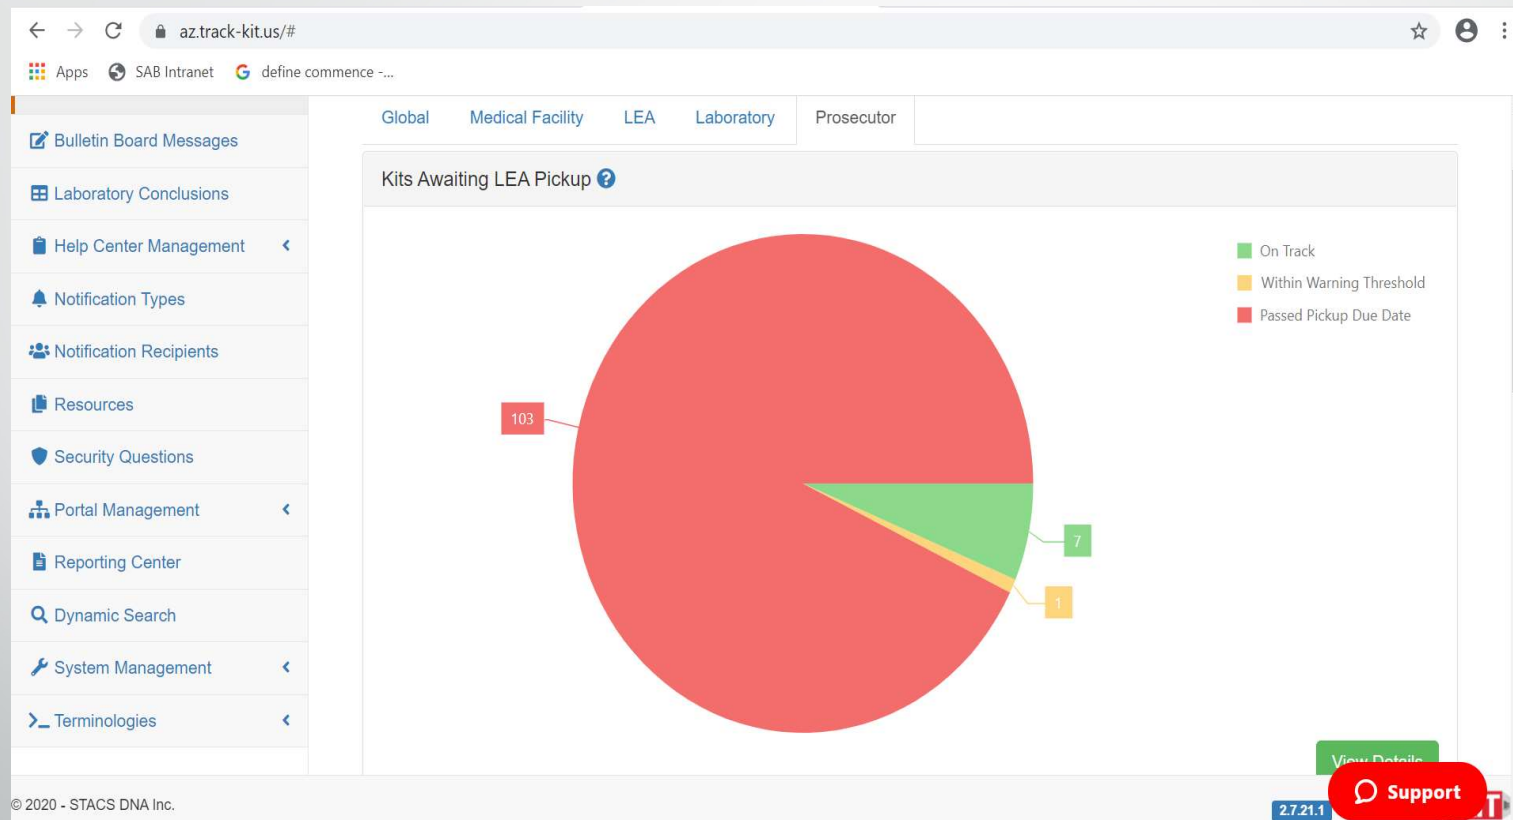 az.track-kit.us/#
Apps SAB Intranet define commence -...
Global Medical Facility LEA Laboratory Prosecutor
Bulletin Board Messages
Laboratory Conclusions
Help Center Management
Notification Types
Notification Recipients
Resources
Security Questions
Portal Management
Reporting Center
Dynamic Search
System Management
Terminologies
Kits Awaiting LEA Pickup ?
On Track
Within Warning Threshold
Passed Pickup Due Date
103
7
1
View Details
Support
© 2020 - STACS DNA Inc.
2.7.21.1